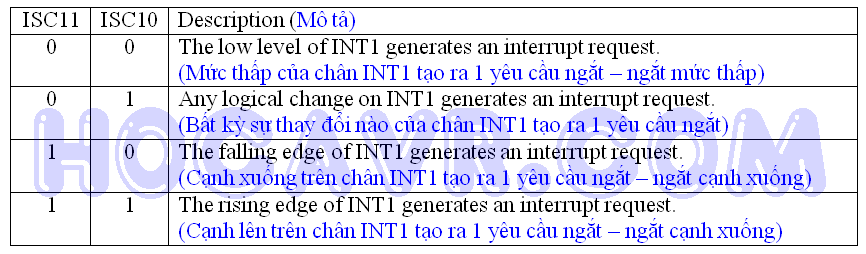 ISC11 ISC10 Description (Mô tả)
0 0 The low level of INT1 generates an interrupt request.
(Mức thấp của chân INT1 tạo ra 1 yêu cầu ngắt – ngắt mức thấp)
0 1 Any logical change on INT1 generates an interrupt request.
(Bất kỳ sự thay đổi nào của chân INT1 tạo ra 1 yêu cầu ngắt)
1 0 The falling edge of INT1 generates an interrupt request.
(Cạnh xuống trên chân INT1 tạo ra 1 yêu cầu ngắt – ngắt cạnh xuống)
1 1 The rising edge of INT1 generates an interrupt request.
(Cạnh lên trên chân INT1 tạo ra 1 yêu cầu ngắt – ngắt cạnh xuống)
HOCAVR.COM